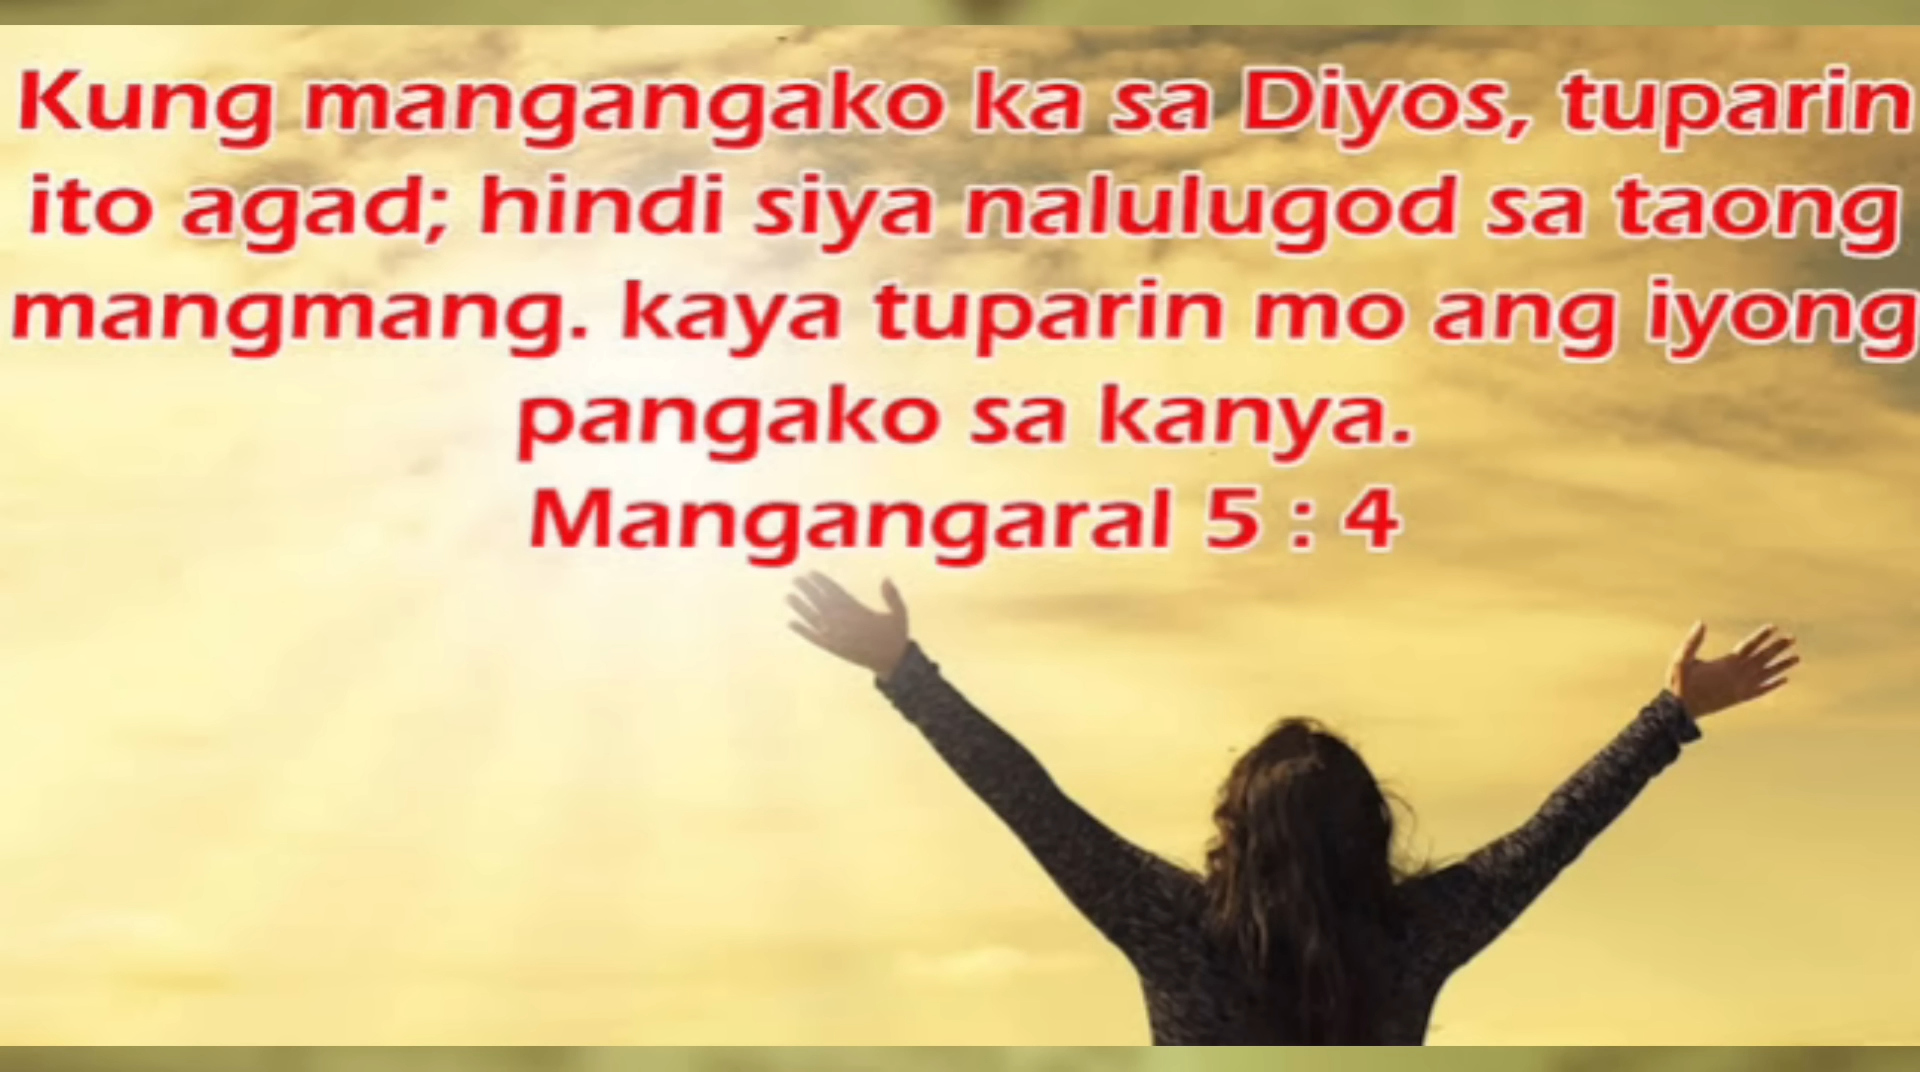 Kung mangangako ka sa Diyos, tuparin
ito agad; hindi siya nalulugod sa taong
mangmang. kaya tuparin mo ang iyong
pangako sa kanya.
Mangangaral 5 : 4